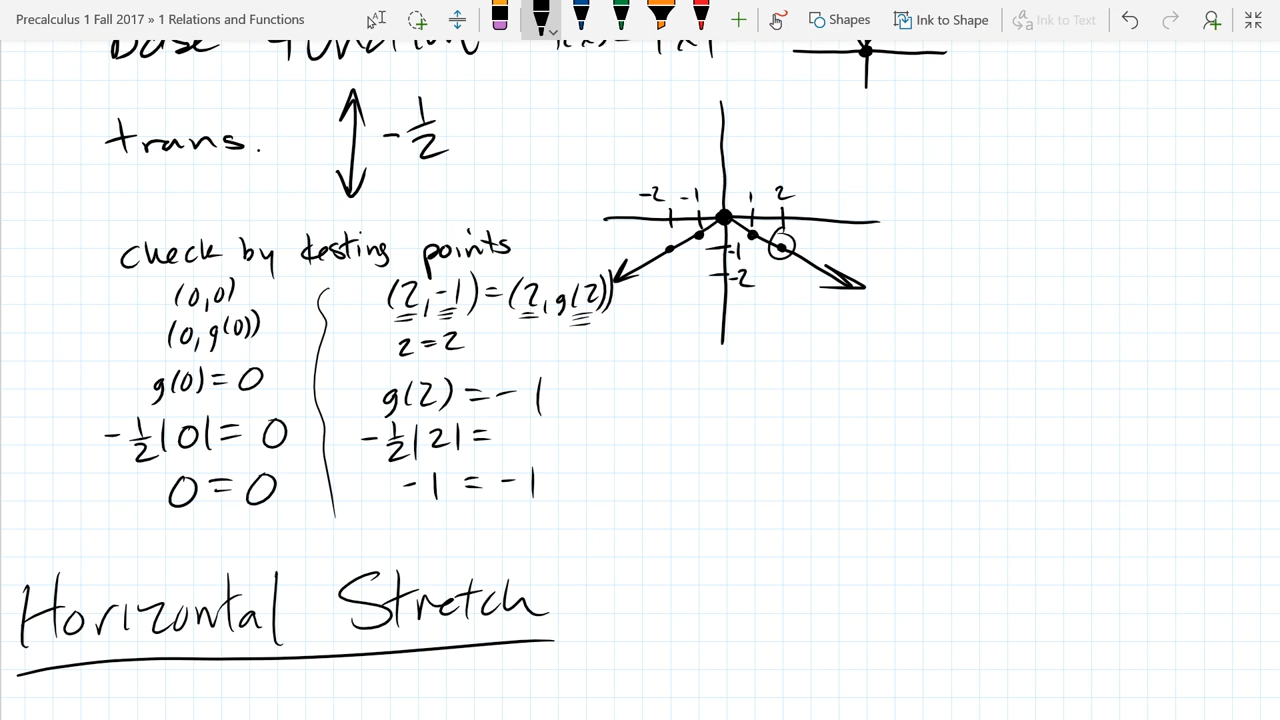 Precalculus 1 Fall 2017 » 1 Relations and Functions
Shapes
Ink to Shape
Ink to Text
Base function
trans.
-1/2
-2 -1 1 2
-1
-2
check by testing points
(0,0)
(0, g(0))
g(0) = 0
-1/2|0| = 0
0 = 0
(2,-1) = (2, g(2))
2 = 2
g(2) = -1
-1/2|2| =
-1 = -1
Horizontal Stretch